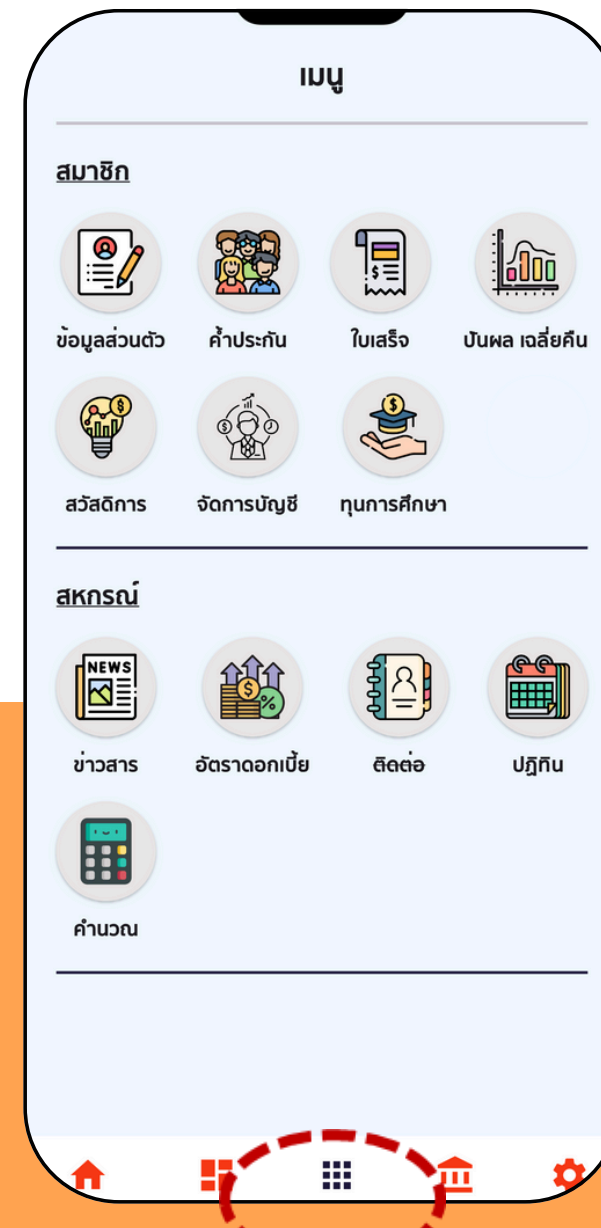 เมนู
สมาชิก
ข้อมูลส่วนตัว ค้ำประกัน ใบเสร็จ ปันผล เฉลี่ยคืน
สวัสดิการ จัดการบัญชี ทุนการศึกษา
สหกรณ์
NEWS
ข่าวสาร อัตราดอกเบี้ย ติดต่อ ปฏิทิน
คำนวณ